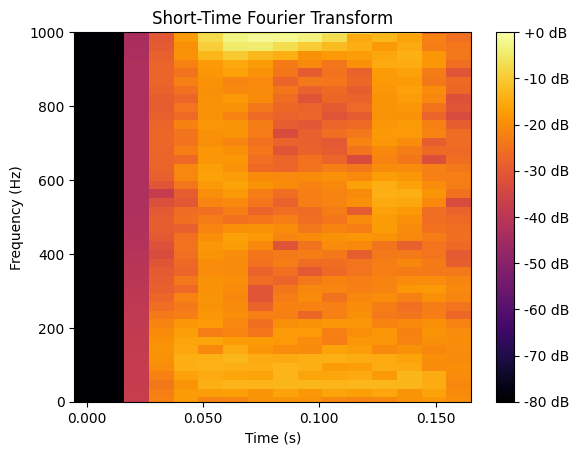 Short-Time Fourier Transform
1000
800
600
400
200
0
Frequency (Hz)
0.000
0.050
0.100
0.150
Time (s)
+0 dB
-10 dB
-20 dB
-30 dB
-40 dB
-50 dB
-60 dB
-70 dB
-80 dB